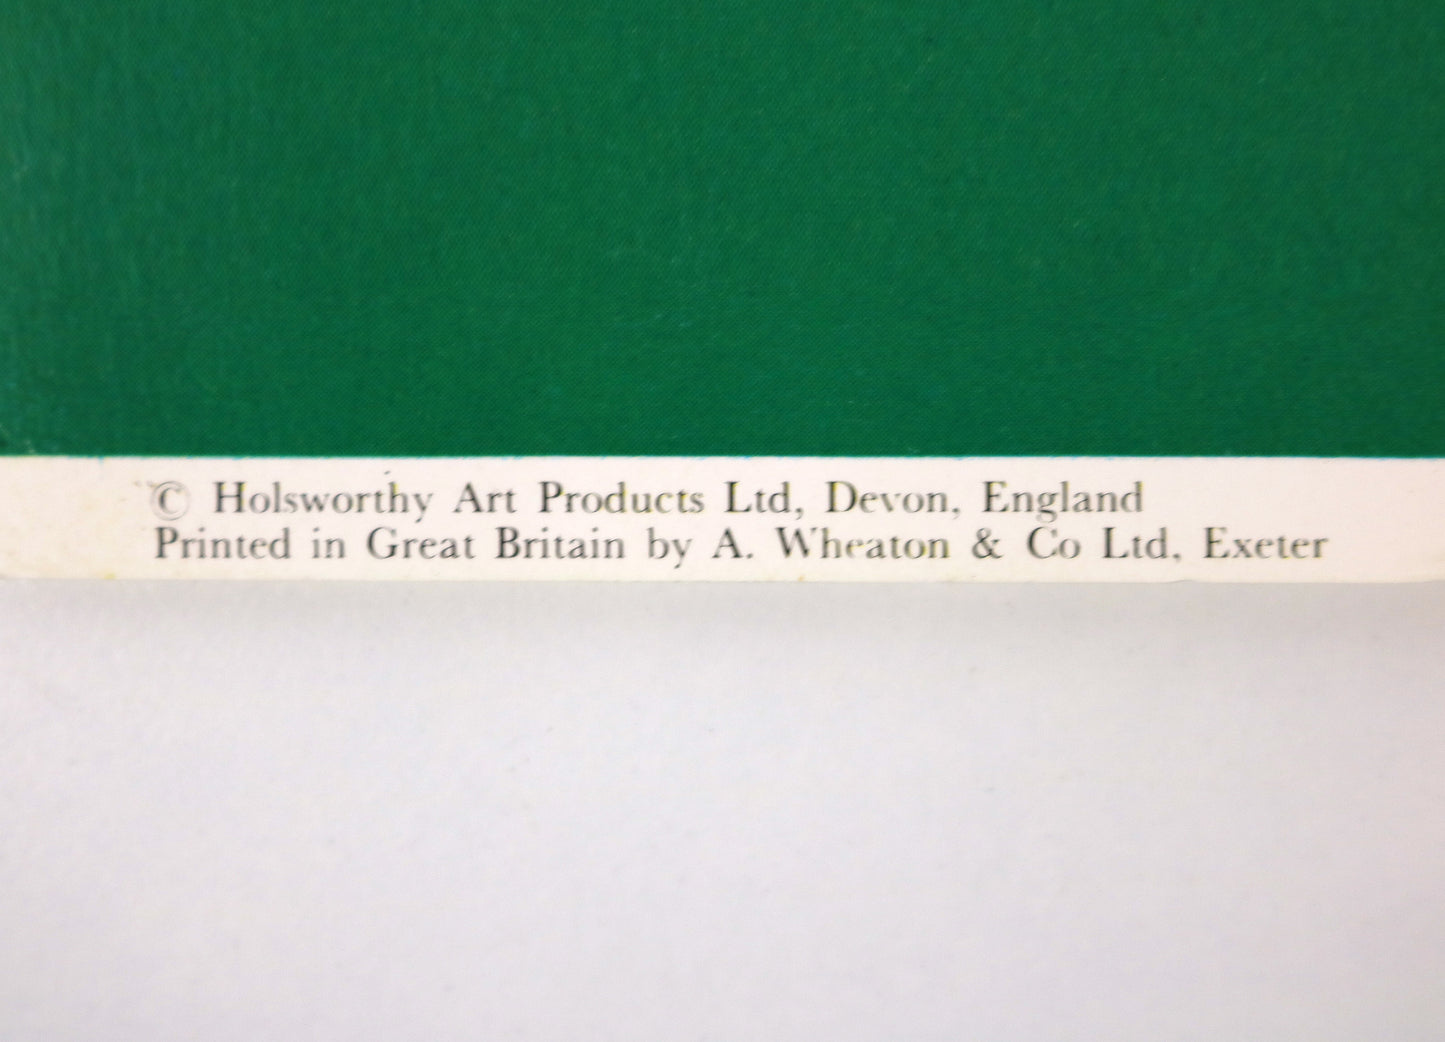 © Holsworthy Art Products Ltd, Devon, England
Printed in Great Britain by A. Wheaton & Co Ltd, Exeter